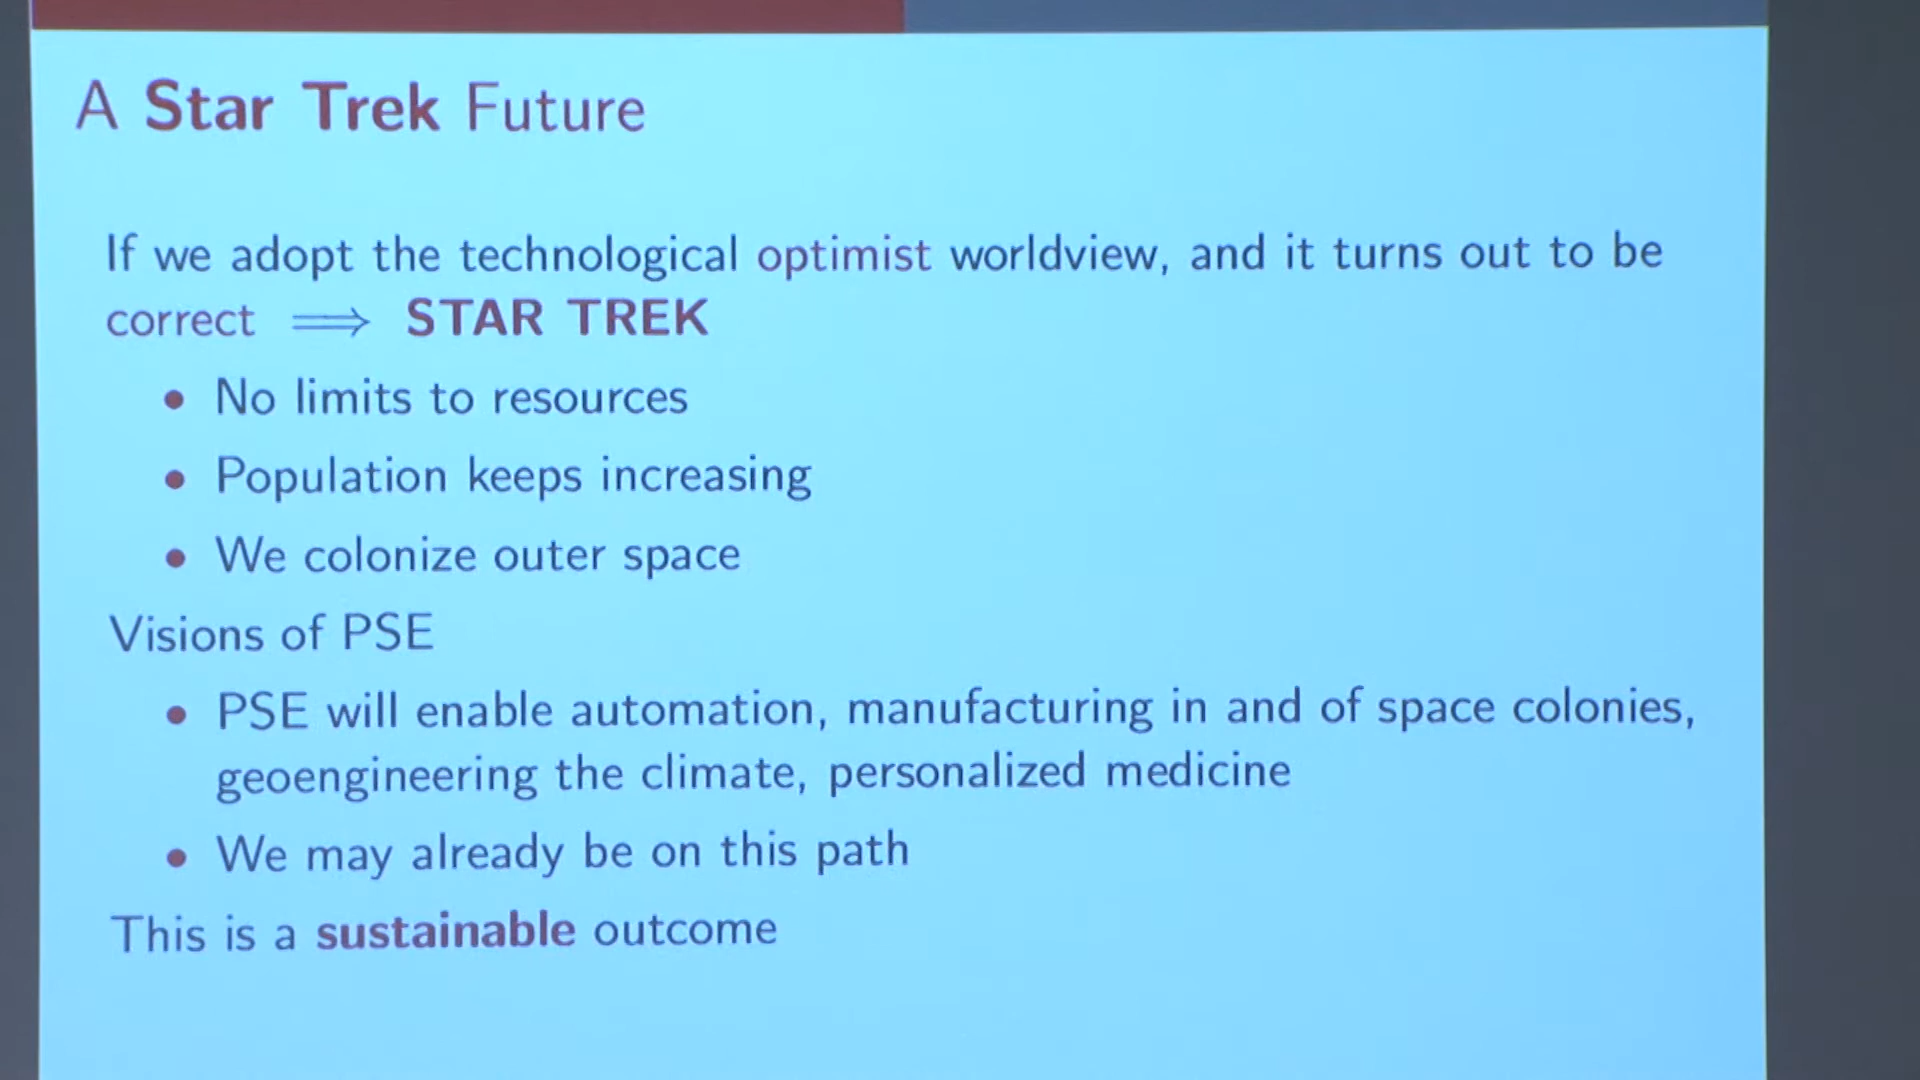 A Star Trek Future
If we adopt the technological optimist worldview, and it turns out to be
correct ⟹ STAR TREK
• No limits to resources
• Population keeps increasing
• We colonize outer space
Visions of PSE
• PSE will enable automation, manufacturing in and of space colonies,
geoengineering the climate, personalized medicine
• We may already be on this path
This is a sustainable outcome